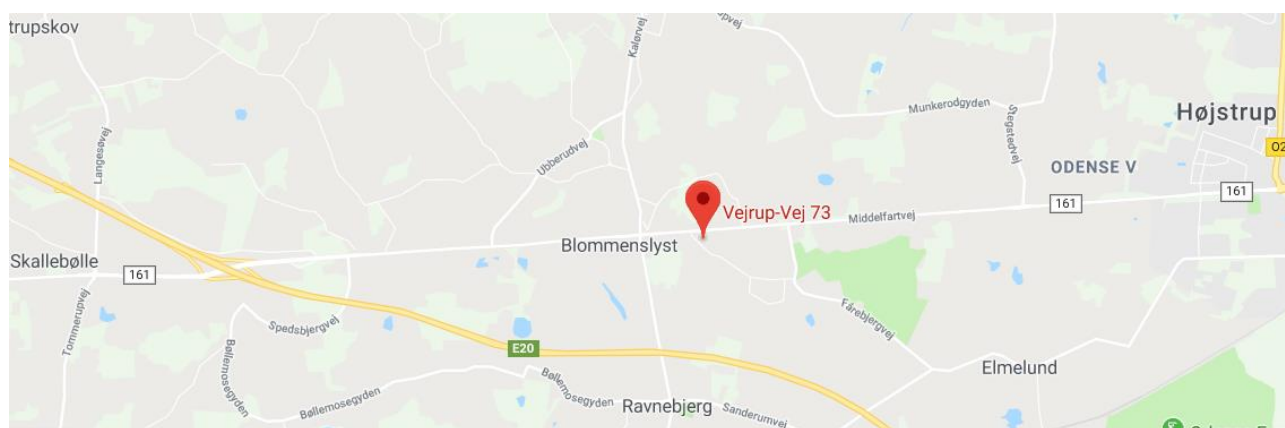 trupskov
Langesøvej
Ubberudvej
Kalørvej
upvej
Munkerodgyden
Stegstedvej
Højstrup
ODENSE V
O2
161
161
Middelfartvej
Vejrup-Vej 73
Blommenslyst
Skallebølle
161
Tommerupvej
Spedsbjergvej
Bøllemosegyden
Bøllemosegyden
E20
Bøllemosegyden
Ravnebjerg
Sanderumvej
Fårebjergvej
Elmelund